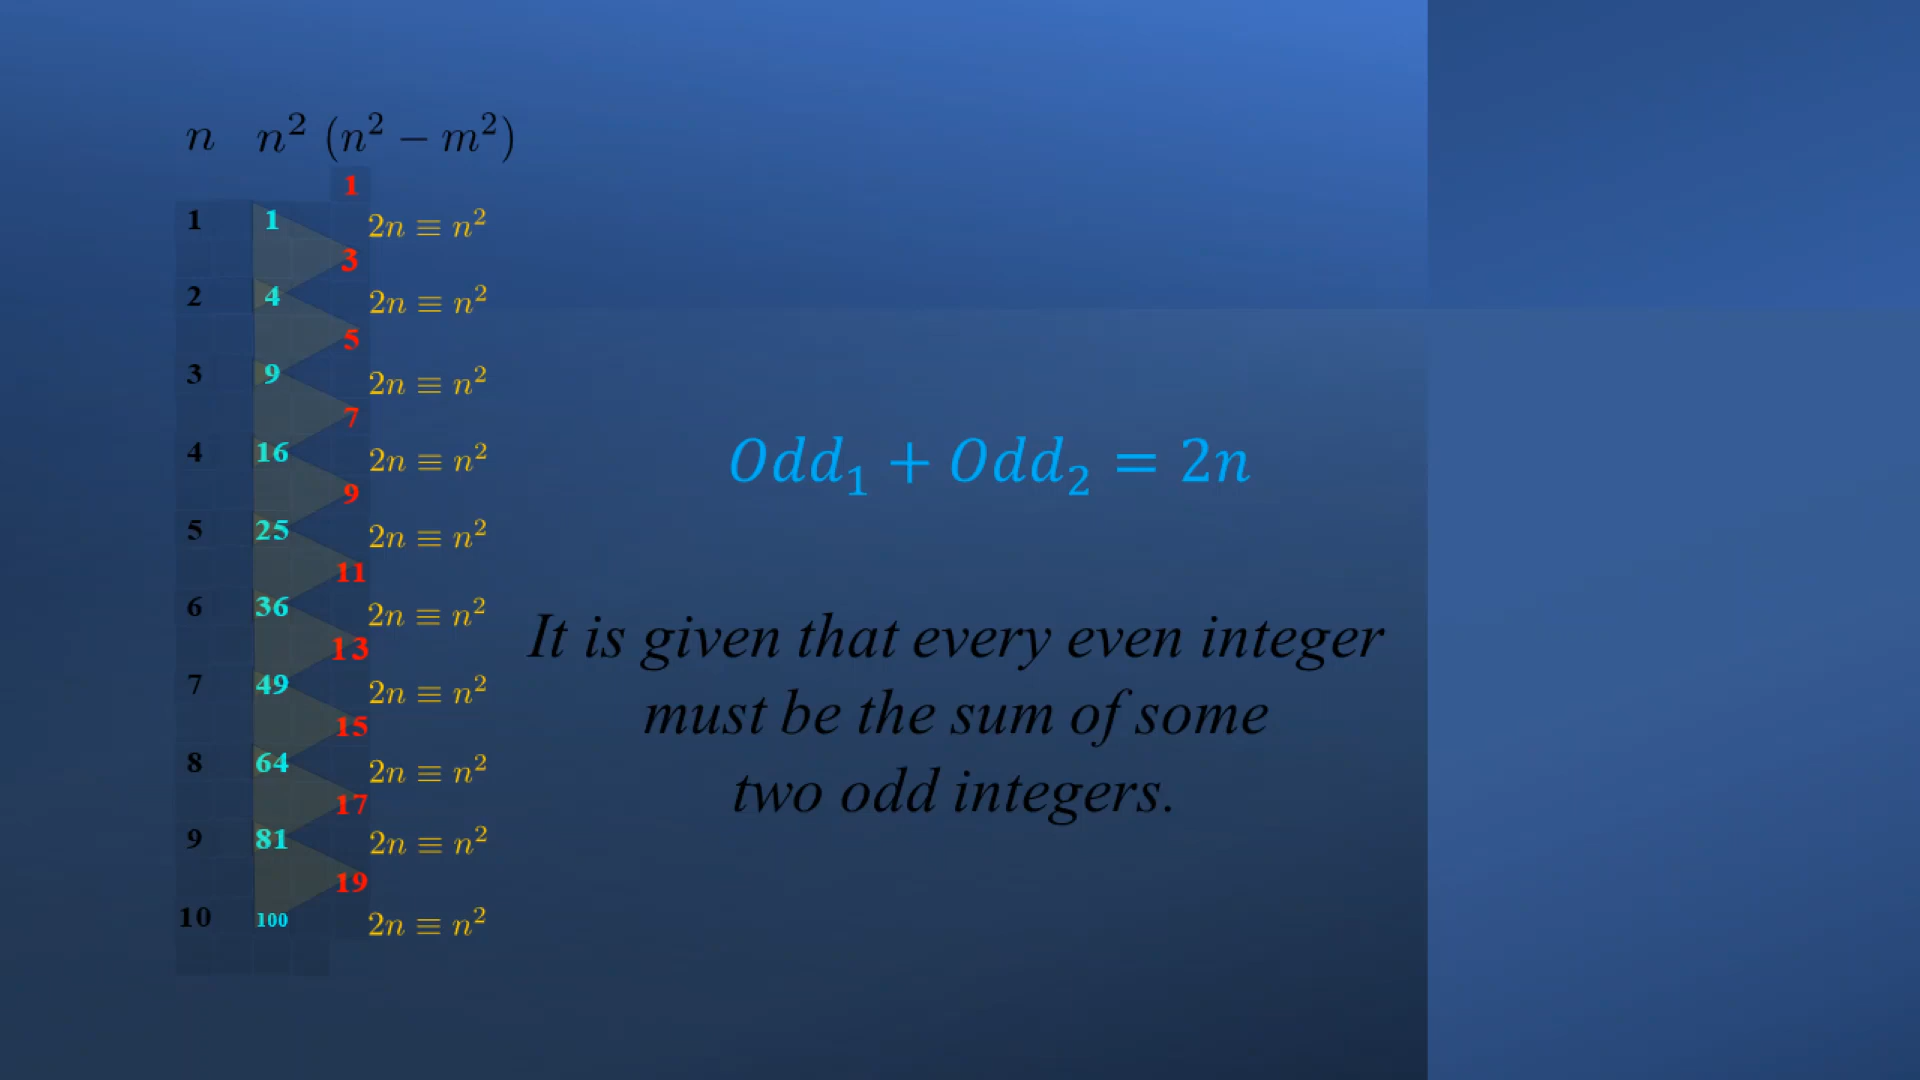 n n² (n² − m²)
1
1 1 2n ≡ n²
3
2 4 2n ≡ n²
5
3 9 2n ≡ n²
7
4 16 2n ≡ n²
9
5 25 2n ≡ n²
11
6 36 2n ≡ n²
13
7 49 2n ≡ n²
15
8 64 2n ≡ n²
17
9 81 2n ≡ n²
19
10 100 2n ≡ n²
Odd₁ + Odd₂ = 2n
It is given that every even integer
must be the sum of some
two odd integers.